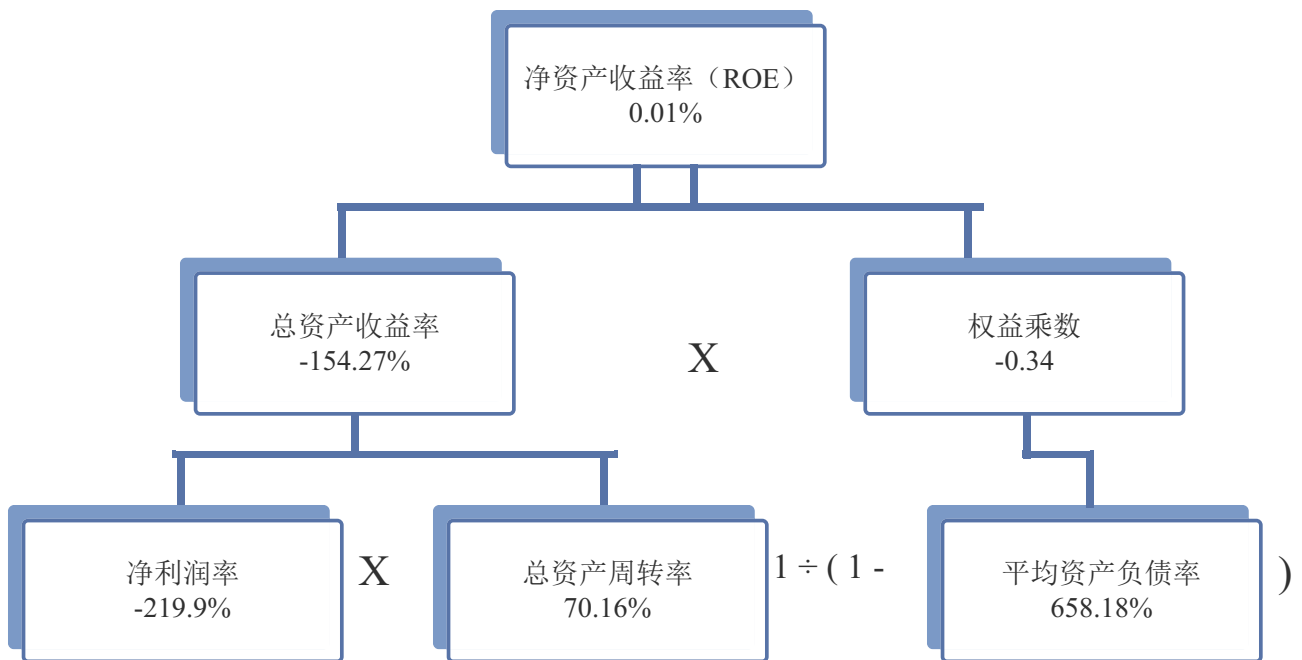 净资产收益率（ROE）
0.01%
总资产收益率
-154.27%
X
权益乘数
-0.34
净利润率
-219.9%
X
总资产周转率
70.16%
1 ÷ ( 1 -
平均资产负债率
658.18%
)